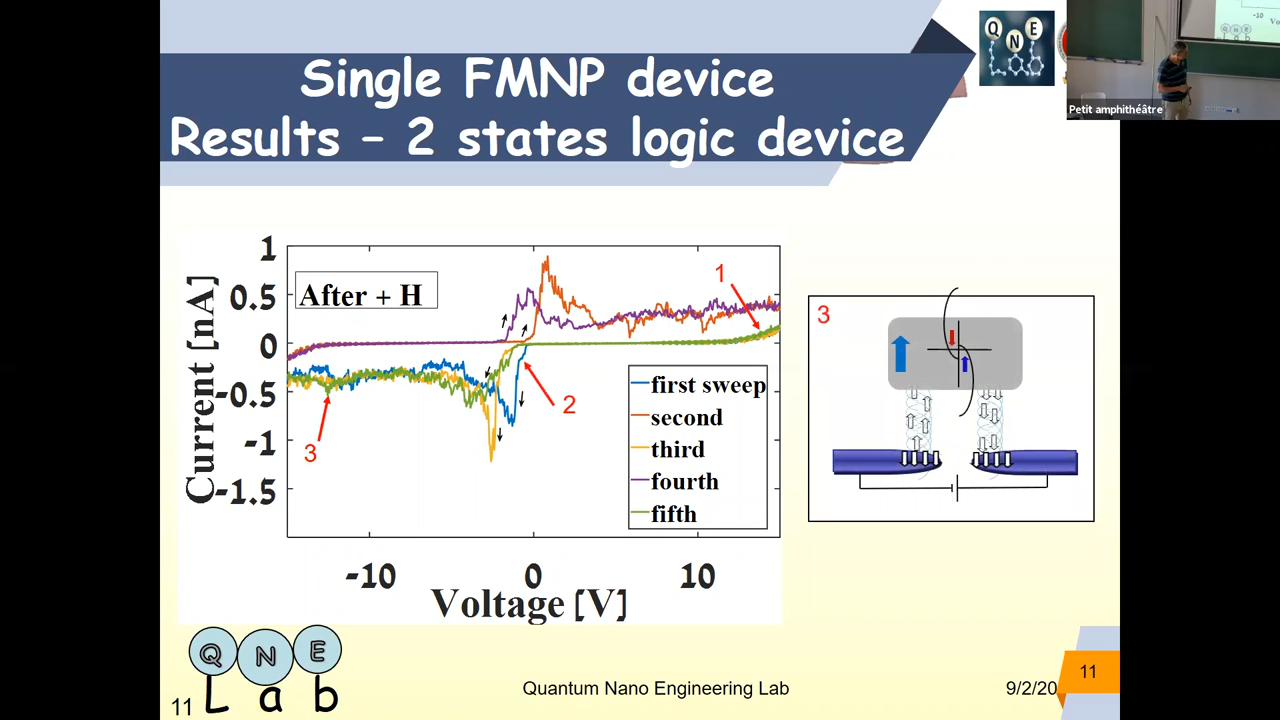 Single FMNP device
Results – 2 states logic device
Q N E
Petit amphithéâtre
-10
After + H
1
0.5
0
-0.5
-1
-1.5
Current [nA]
-10 0 10
Voltage [V]
1
2
3
first sweep
second
third
fourth
fifth
3
Q N E
Lab
11
Quantum Nano Engineering Lab
9/2/20
11